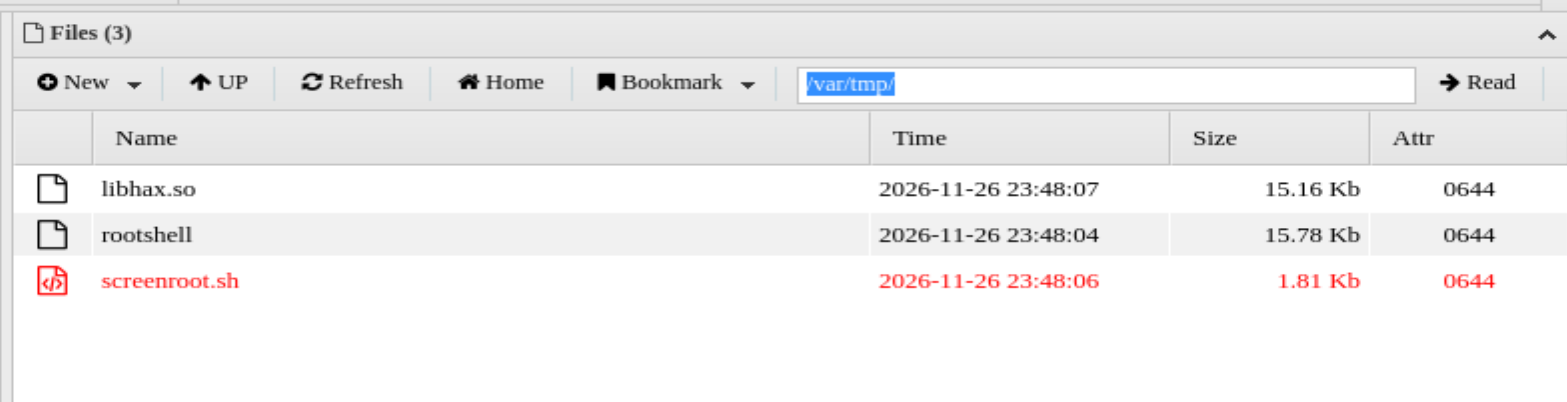 Files (3)
New UP Refresh Home Bookmark /var/tmp/ Read
Name Time Size Attr
libhax.so 2026-11-26 23:48:07 15.16 Kb 0644
rootshell 2026-11-26 23:48:04 15.78 Kb 0644
screenroot.sh 2026-11-26 23:48:06 1.81 Kb 0644